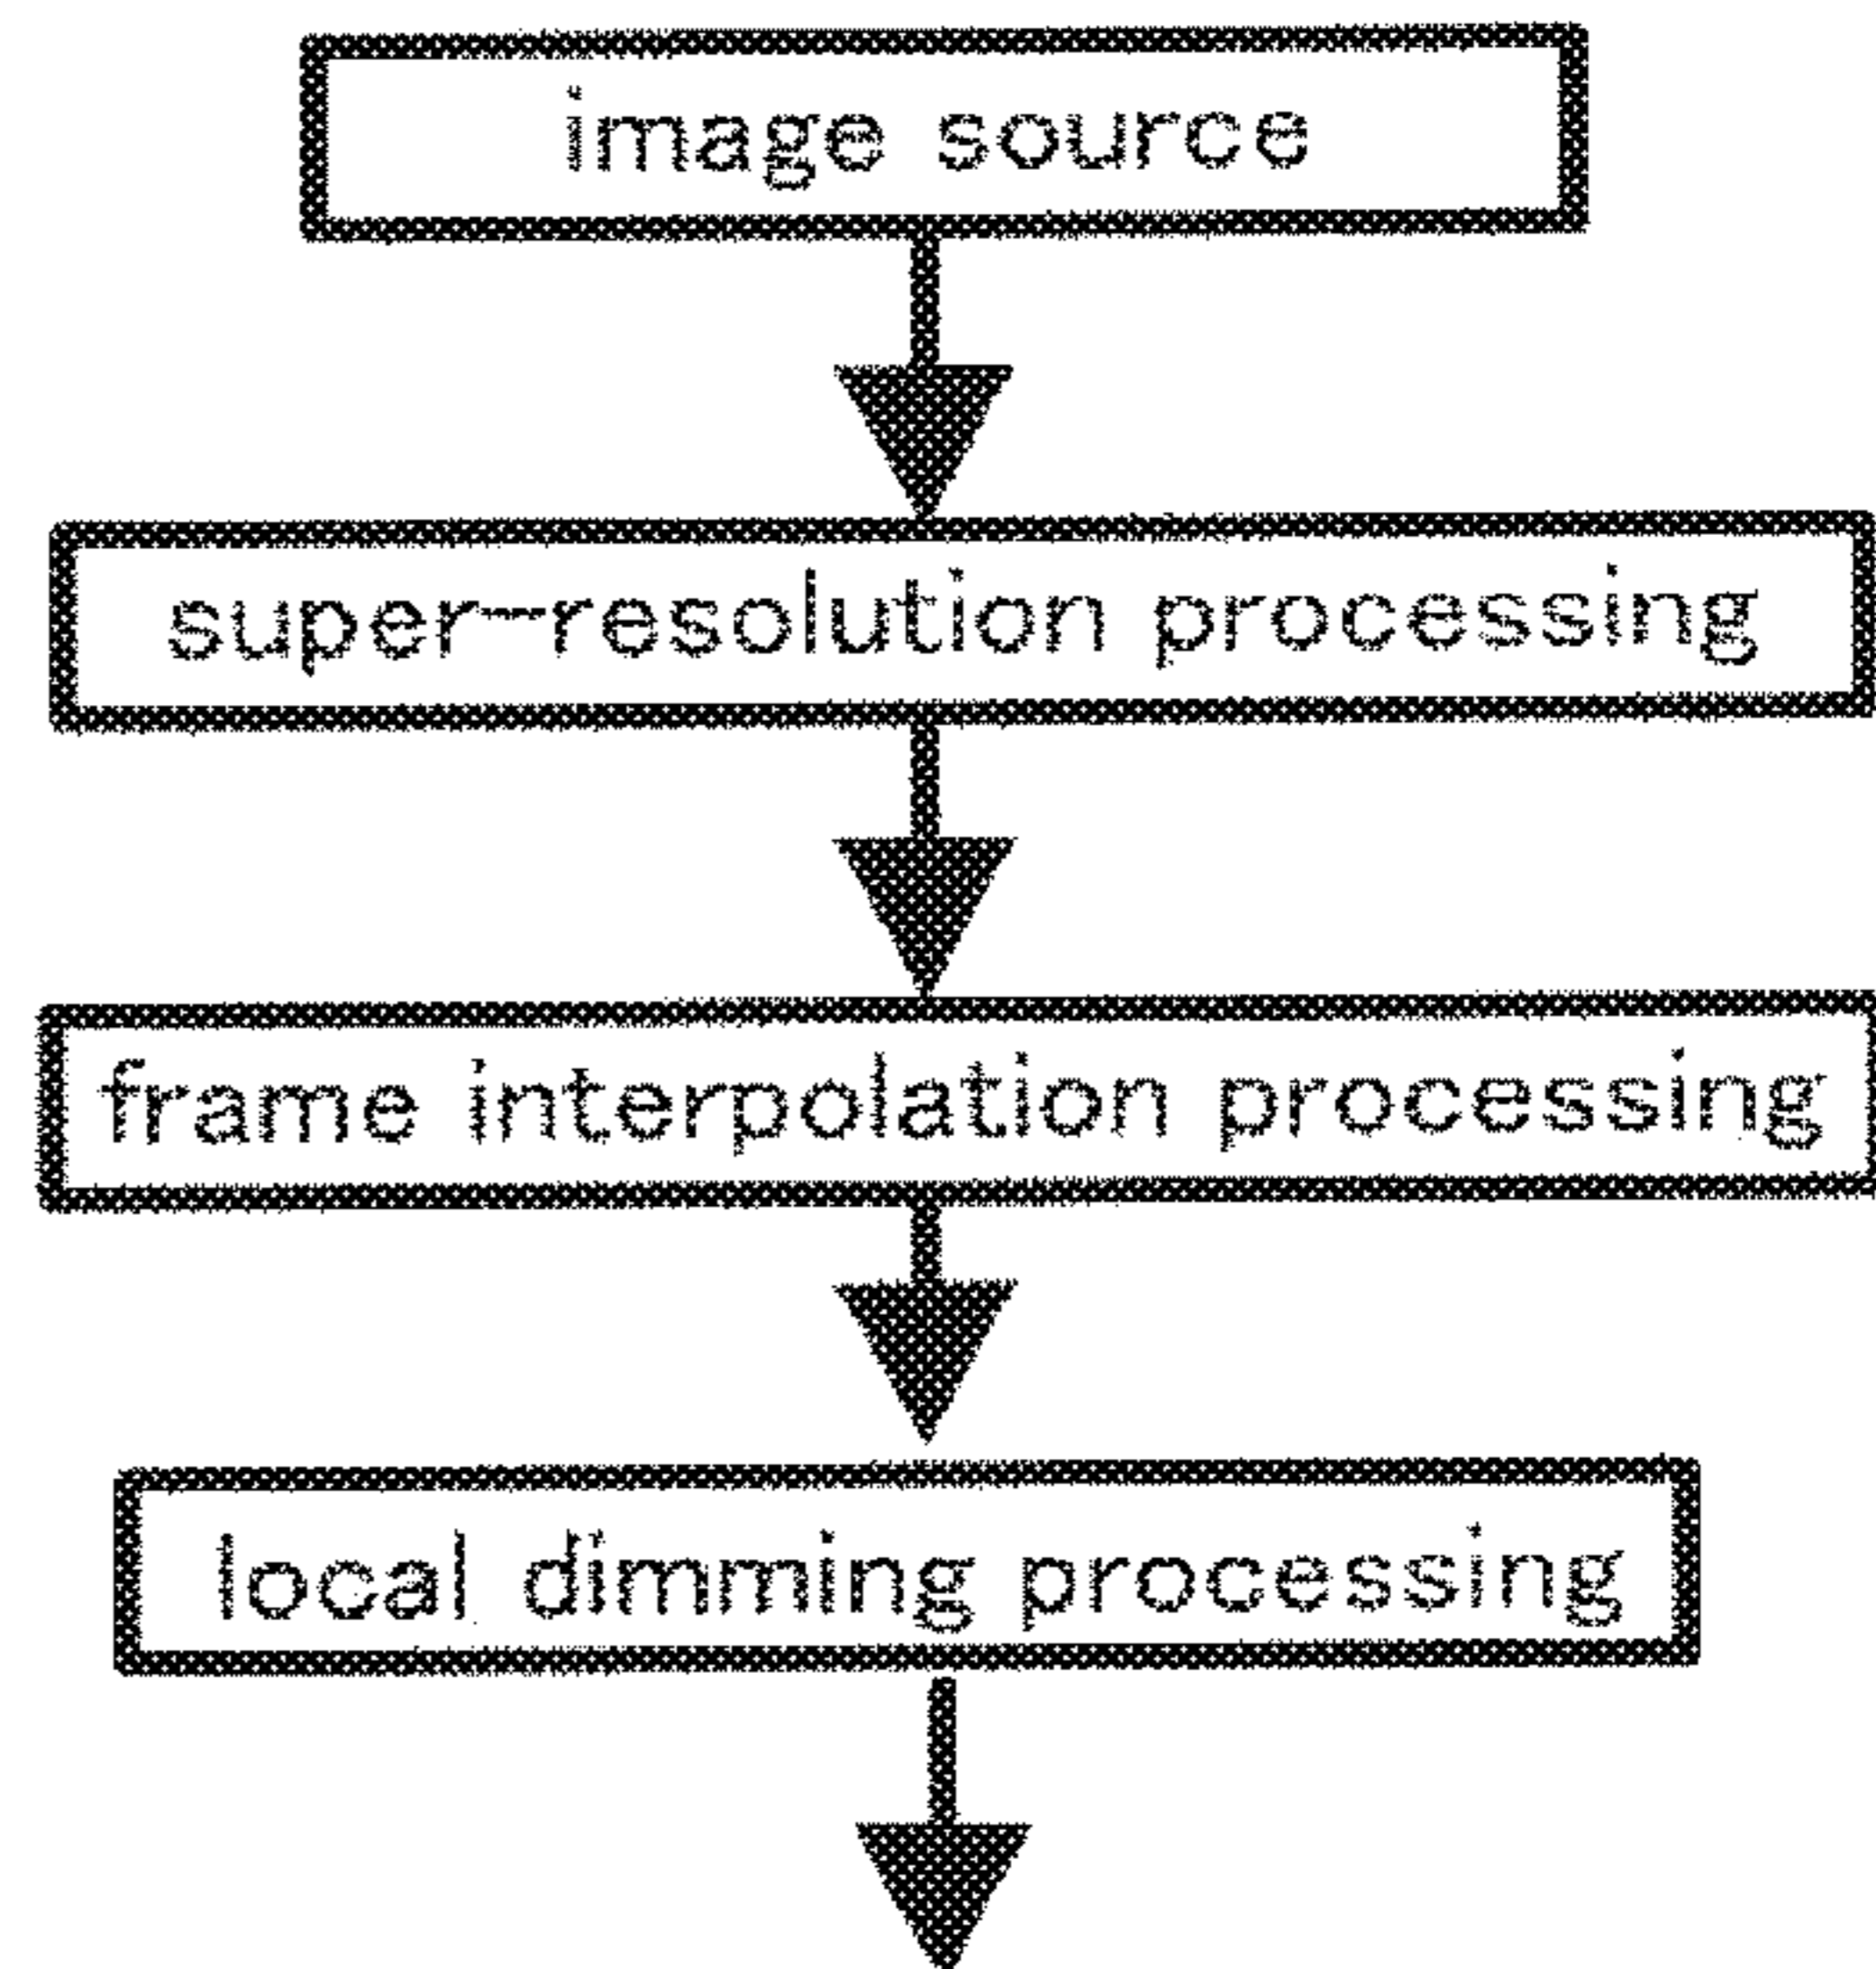 image source
super-resolution processing
frame interpolation processing
local dimming processing